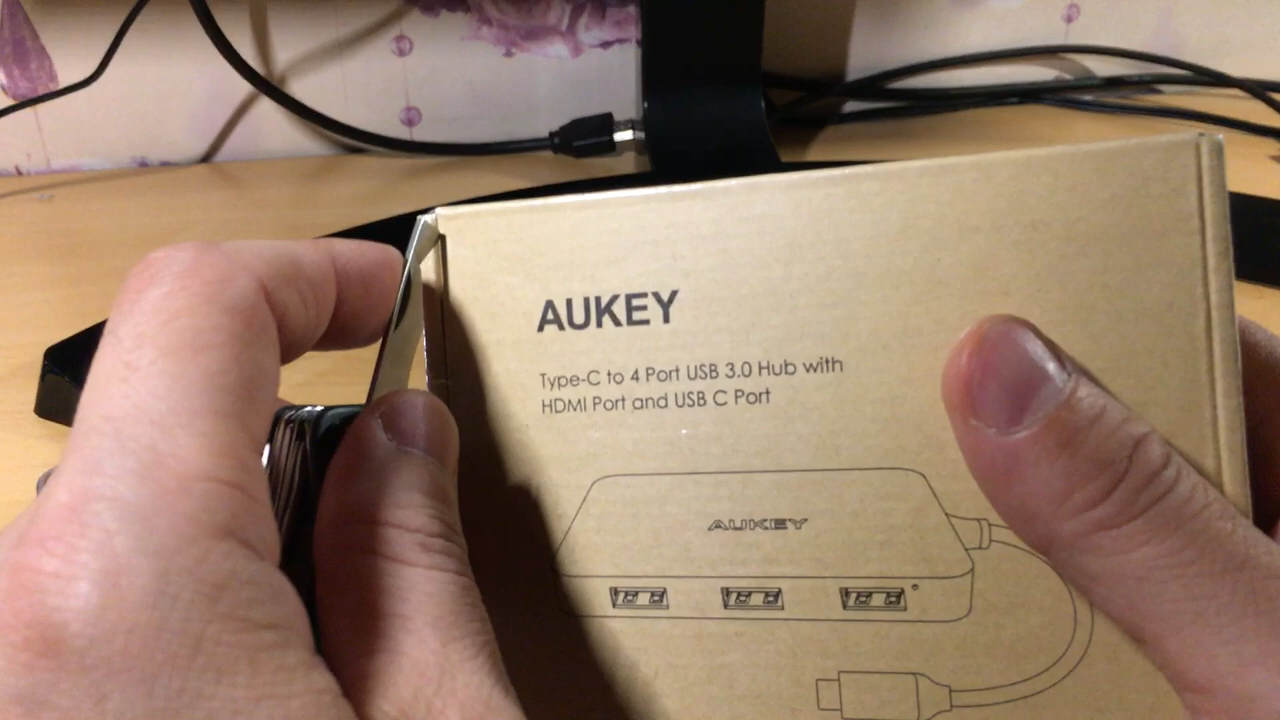 AUKEY
Type-C to 4 Port USB 3.0 Hub with
HDMI Port and USB C Port
AUKEY